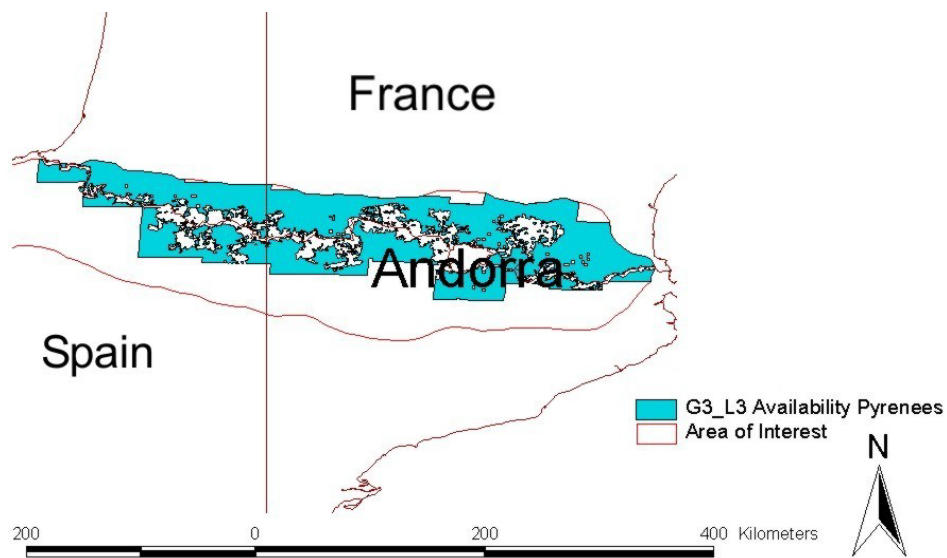 France
Andorra
Spain
G3_L3 Availability Pyrenees
Area of Interest
N
200 0 200 400 Kilometers